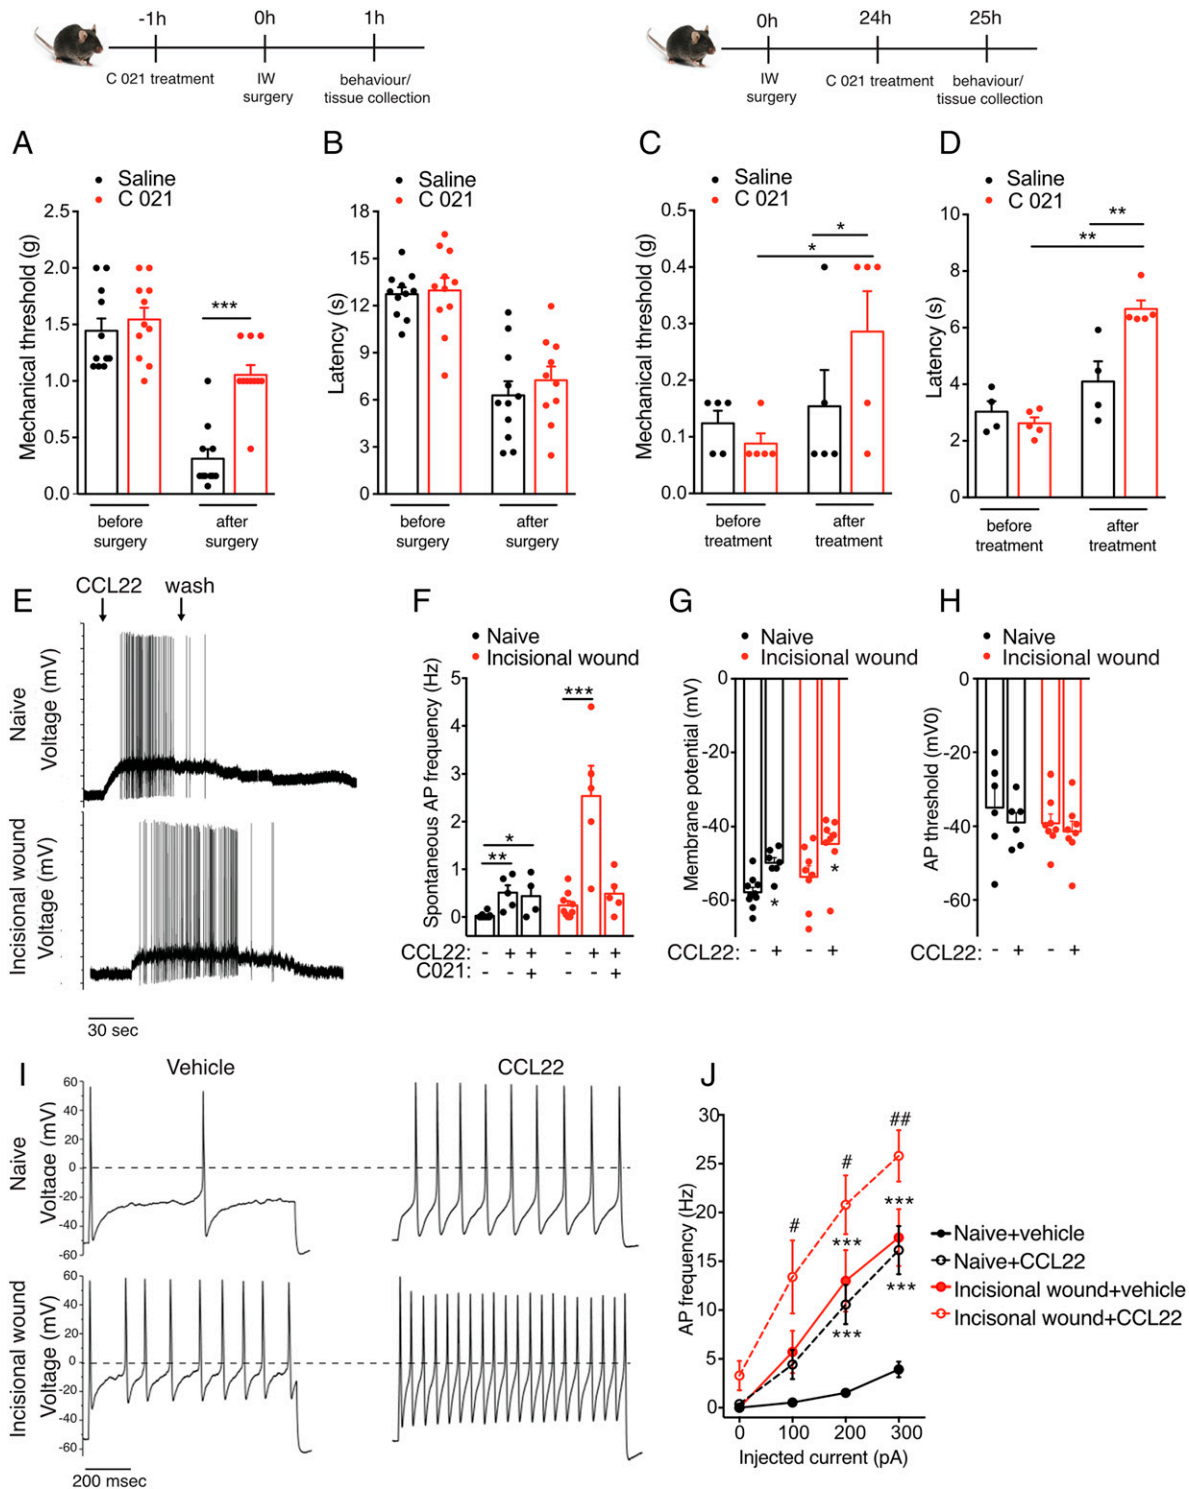 -1h 0h 1h
C 021 treatment IW surgery behaviour/ tissue collection
0h 24h 25h
IW surgery C 021 treatment behaviour/ tissue collection
A
Saline
C 021
Mechanical threshold (g)
2.5
2.0
1.5
1.0
0.5
0.0
***
before surgery
after surgery
B
Saline
C 021
Latency (s)
18
15
12
9
6
3
0
before surgery
after surgery
C
Saline
C 021
Mechanical threshold (g)
0.5
0.4
0.3
0.2
0.1
0.0
*
*
before treatment
after treatment
D
Saline
C 021
Latency (s)
10
8
6
4
2
0
**
**
before treatment
after treatment
E
CCL22 wash
Naive
Voltage (mV)
Incisional wound
Voltage (mV)
30 sec
F
Naive
Incisional wound
Spontaneous AP frequency (Hz)
5
4
3
2
1
0
***
*
**
CCL22: - + + - + +
C021: - - + - - +
G
Naive
Incisional wound
Membrane potential (mV)
0
-20
-40
-60
*
*
CCL22: - + - +
H
Naive
Incisional wound
AP threshold (mV0)
0
-20
-40
-60
CCL22: - + - +
I
Vehicle CCL22
Naive
Voltage (mV)
60
40
20
0
-20
-40
-60
Incisional wound
Voltage (mV)
60
40
20
0
-20
-40
-60
200 msec
J
AP frequency (Hz)
30
25
20
15
10
5
0
##
#
#
***
***
***
***
0 100 200 300
Injected current (pA)
Naive+vehicle
Naive+CCL22
Incisional wound+vehicle
Incisonal wound+CCL22